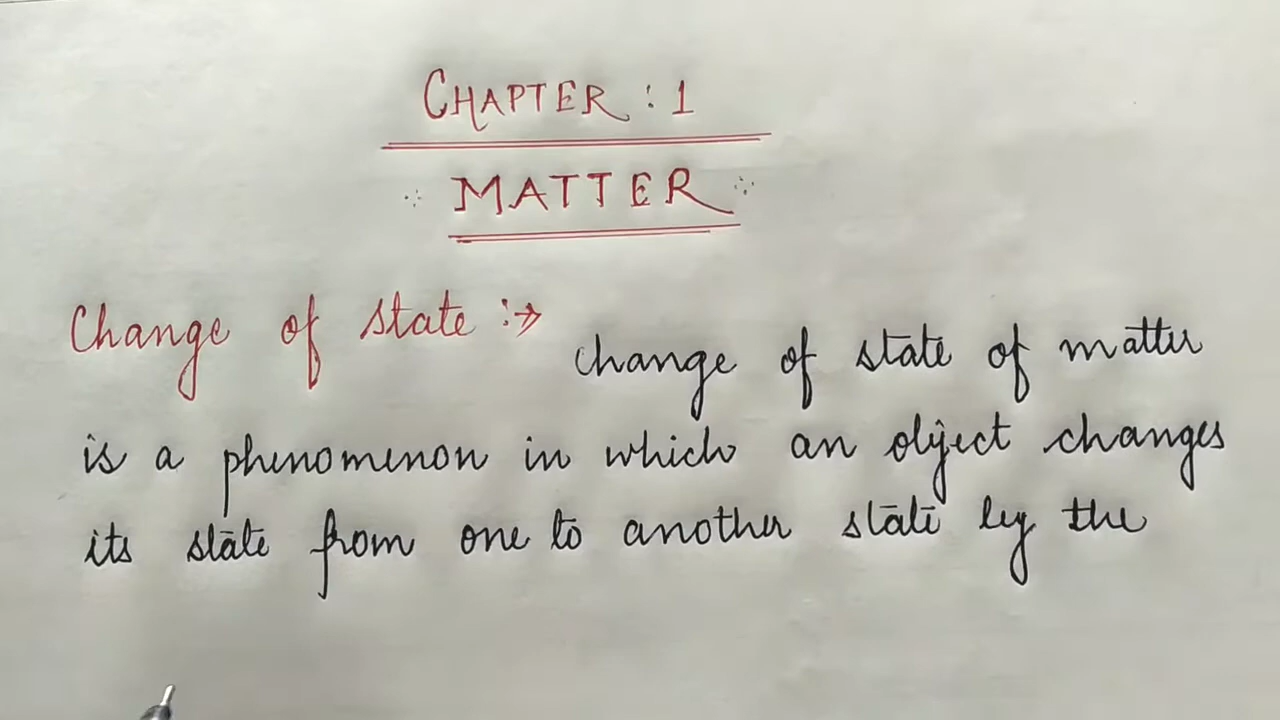 CHAPTER : 1
MATTER
Change of state :→ change of state of matter
is a phenomenon in which an object changes
its state from one to another state by the